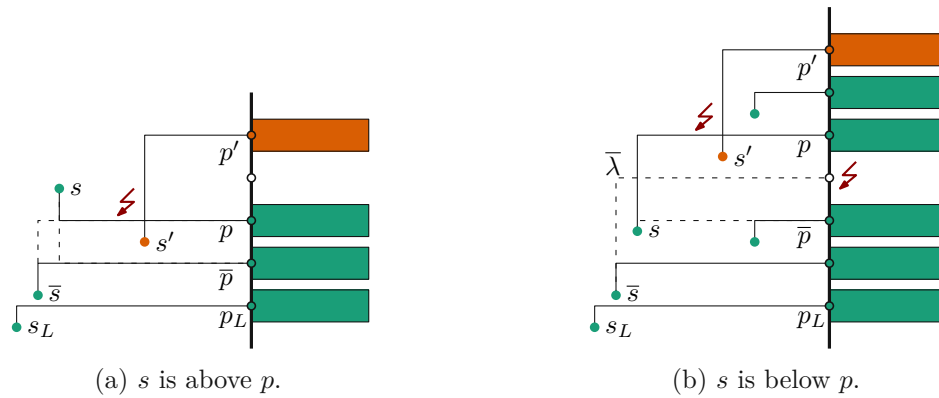 p′
s
p
s′
p̅
s̅
p_L
s_L
(a) s is above p.
p′
p
s′
λ̅
s
p̅
s̅
s_L
p_L
(b) s is below p.